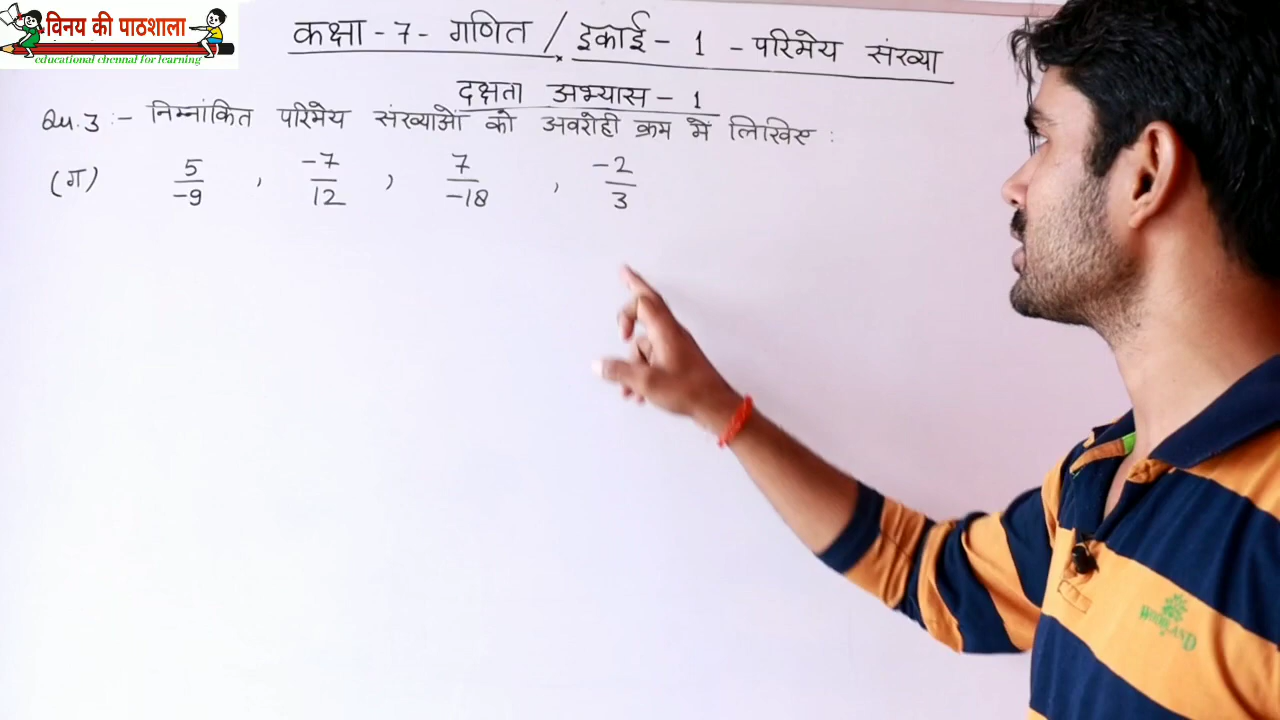 विनय की पाठशाला
educational chennal for learning
कक्षा - 7 - गणित / इकाई - 1 - परिमेय संख्या
दक्षता अभ्यास - 1
Qu. 3 :- निम्नांकित परिमेय संख्याओं को अवरोही क्रम में लिखिए :
(ग) 5/-9 , -7/12 , 7/-18 , -2/3
WOODLAND